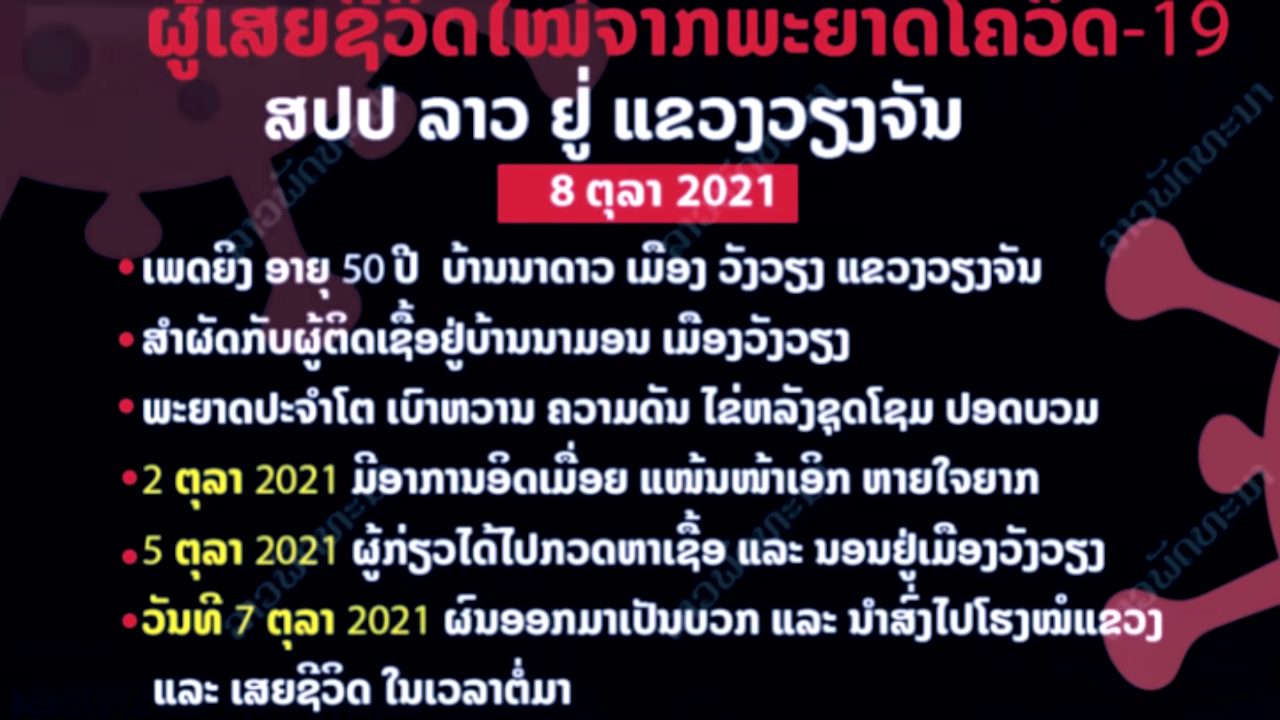 ຜູ້ເສຍຊີວິດໃໝ່ຈາກພະຍາດໂຄວິດ-19
ສປປ ລາວ ຢູ່ ແຂວງວຽງຈັນ
8 ຕຸລາ 2021
• ເພດຍິງ ອາຍຸ 50 ປີ ບ້ານນາດາວ ເມືອງ ວັງວຽງ ແຂວງວຽງຈັນ
• ສຳຜັດກັບຜູ້ຕິດເຊື້ອຢູ່ບ້ານນາມອນ ເມືອງວັງວຽງ
• ພະຍາດປະຈຳໂຕ ເບົາຫວານ ຄວາມດັນ ໄຂ່ຫລັງຊຸດໂຊມ ປອດບວມ
• 2 ຕຸລາ 2021 ມີອາການອິດເມື່ອຍ ແໜ້ນໜ້າເອິກ ຫາຍໃຈຍາກ
• 5 ຕຸລາ 2021 ຜູ້ກ່ຽວໄດ້ໄປກວດຫາເຊື້ອ ແລະ ນອນຢູ່ເມືອງວັງວຽງ
• ວັນທີ 7 ຕຸລາ 2021 ຜົນອອກມາເປັນບວກ ແລະ ນຳສົ່ງໄປໂຮງໝໍແຂວງ
ແລະ ເສຍຊີວິດ ໃນເວລາຕໍ່ມາ
ລາວພັດທະນາ